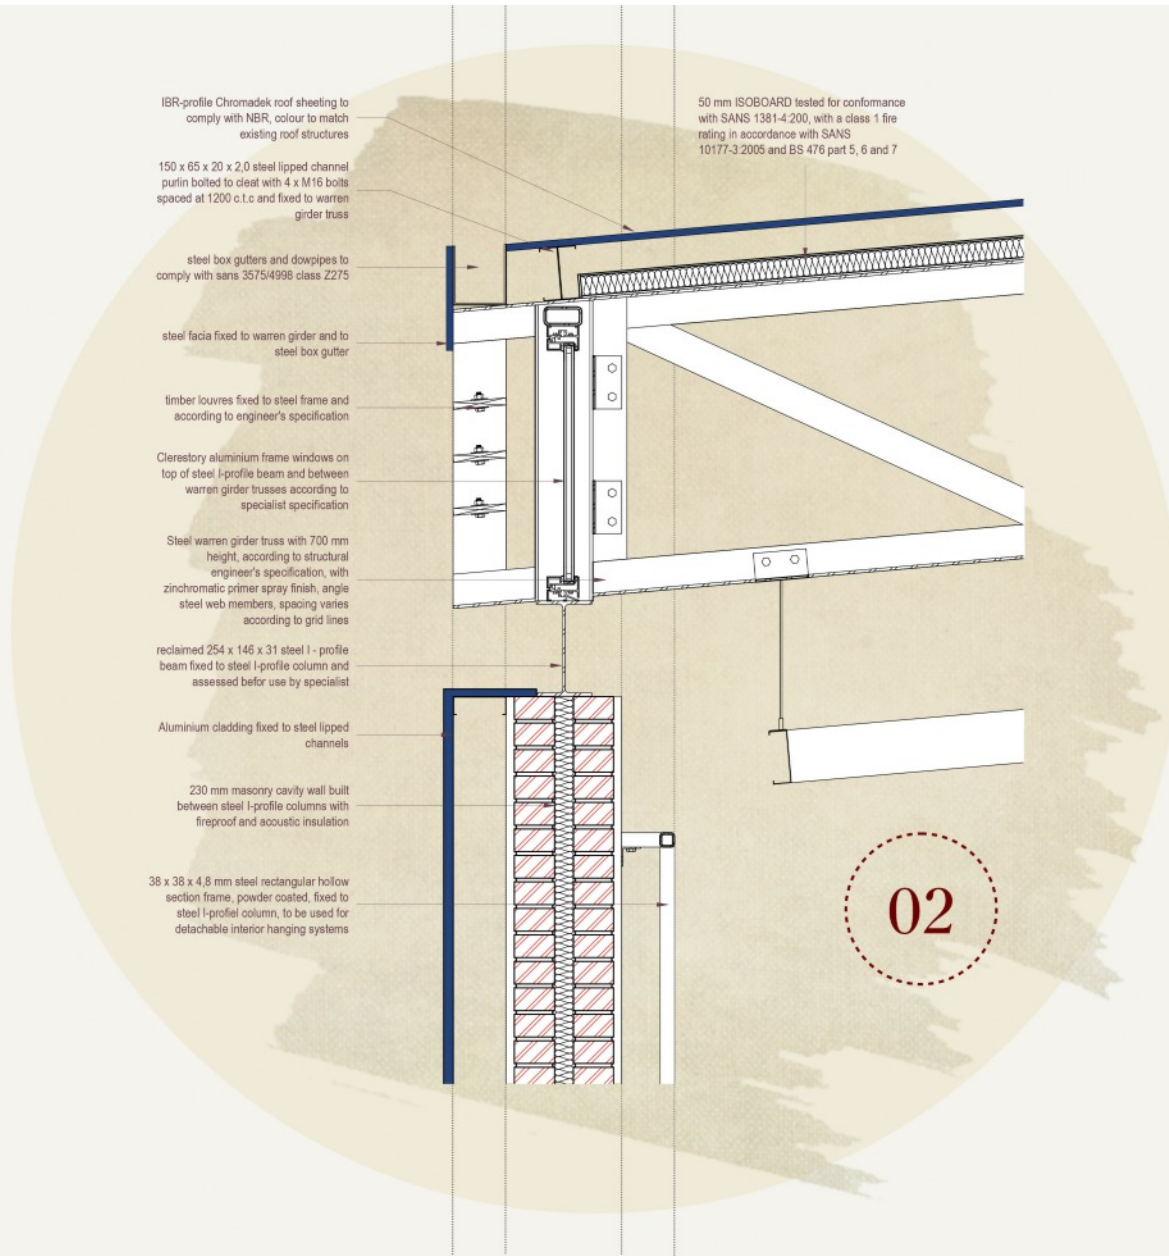 IBR-profile Chromadek roof sheeting to
comply with NBR, colour to match
existing roof structures
150 x 65 x 20 x 2,0 steel lipped channel
purlin bolted to cleat with 4 x M16 bolts
spaced at 1200 c.t.c and fixed to warren
girder truss
steel box gutters and dowpipes to
comply with sans 3575/4998 class Z275
steel facia fixed to warren girder and to
steel box gutter
timber louvres fixed to steel frame and
according to engineer's specification
Clerestory aluminium frame windows on
top of steel I-profile beam and between
warren girder trusses according to
specialist specification
Steel warren girder truss with 700 mm
height, according to structural
engineer's specification, with
zinchromatic primer spray finish, angle
steel web members, spacing varies
according to grid lines
reclaimed 254 x 146 x 31 steel I - profile
beam fixed to steel I-profile column and
assessed befor use by specialist
Aluminium cladding fixed to steel lipped
channels
230 mm masonry cavity wall built
between steel I-profile columns with
fireproof and acoustic insulation
38 x 38 x 4,8 mm steel rectangular hollow
section frame, powder coated, fixed to
steel I-profiel column, to be used for
detachable interior hanging systems
50 mm ISOBOARD tested for conformance
with SANS 1381-4:200, with a class 1 fire
rating in accordance with SANS
10177-3:2005 and BS 476 part 5, 6 and 7
02